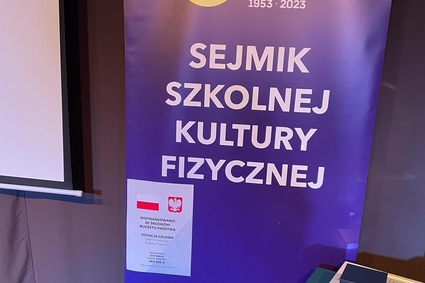 1953 · 2023
SEJMIK
SZKOLNEJ
KULTURY
FIZYCZNEJ
DOFINANSOWANO
ZE ŚRODKÓW
BUDŻETU PAŃSTWA
DOTACJA CELOWA